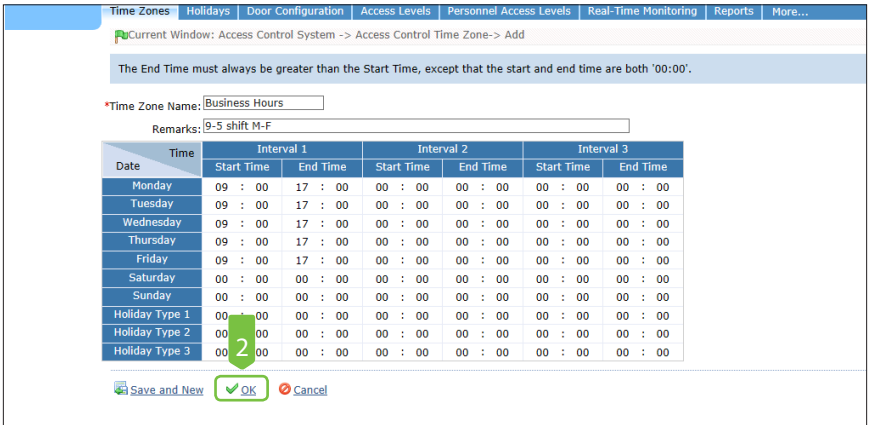 Time Zones Holidays Door Configuration Access Levels Personnel Access Levels Real-Time Monitoring Reports More...
Current Window: Access Control System -> Access Control Time Zone-> Add
The End Time must always be greater than the Start Time, except that the start and end time are both '00:00'.
*Time Zone Name: Business Hours
Remarks: 9-5 shift M-F
Time Interval 1 Interval 2 Interval 3
Date Start Time End Time Start Time End Time Start Time End Time
Monday 09 : 00 17 : 00 00 : 00 00 : 00 00 : 00 00 : 00
Tuesday 09 : 00 17 : 00 00 : 00 00 : 00 00 : 00 00 : 00
Wednesday 09 : 00 17 : 00 00 : 00 00 : 00 00 : 00 00 : 00
Thursday 09 : 00 17 : 00 00 : 00 00 : 00 00 : 00 00 : 00
Friday 09 : 00 17 : 00 00 : 00 00 : 00 00 : 00 00 : 00
Saturday 00 : 00 00 : 00 00 : 00 00 : 00 00 : 00 00 : 00
Sunday 00 : 00 00 : 00 00 : 00 00 : 00 00 : 00 00 : 00
Holiday Type 1 00 : 00 00 : 00 00 : 00 00 : 00 00 : 00 00 : 00
Holiday Type 2 00 00 00 : 00 00 : 00 00 : 00 00 : 00 00 : 00
Holiday Type 3 00 00 00 : 00 00 : 00 00 : 00 00 : 00 00 : 00
2
Save and New OK Cancel